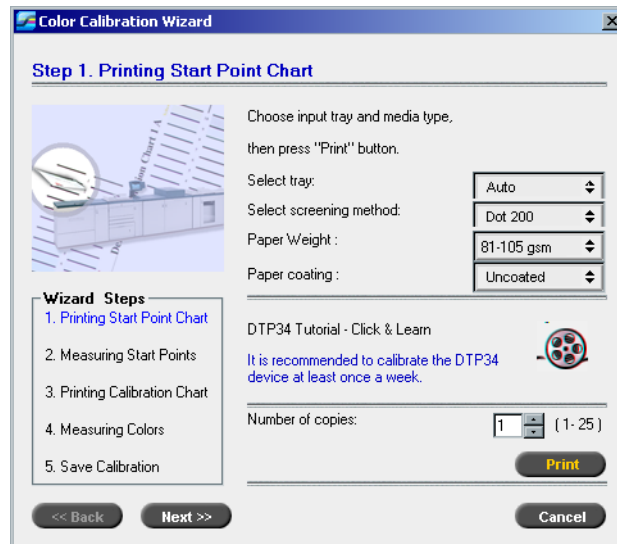 Color Calibration Wizard
Step 1. Printing Start Point Chart
Choose input tray and media type,
then press "Print" button.
Select tray:
Auto
Select screening method:
Dot 200
Paper Weight :
81-105 gsm
Paper coating :
Uncoated
Wizard Steps
1. Printing Start Point Chart
2. Measuring Start Points
3. Printing Calibration Chart
4. Measuring Colors
5. Save Calibration
DTP34 Tutorial - Click & Learn
It is recommended to calibrate the DTP34
device at least once a week.
Number of copies:
1
(1-25)
Print
<< Back
Next >>
Cancel